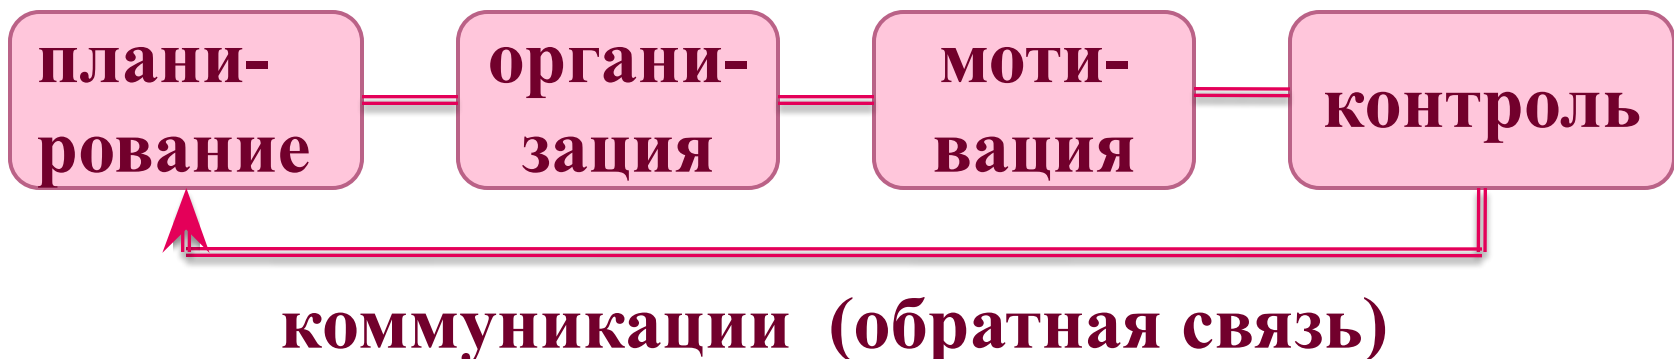 плани-
рование
органи-
зация
моти-
вация
контроль
коммуникации (обратная связь)